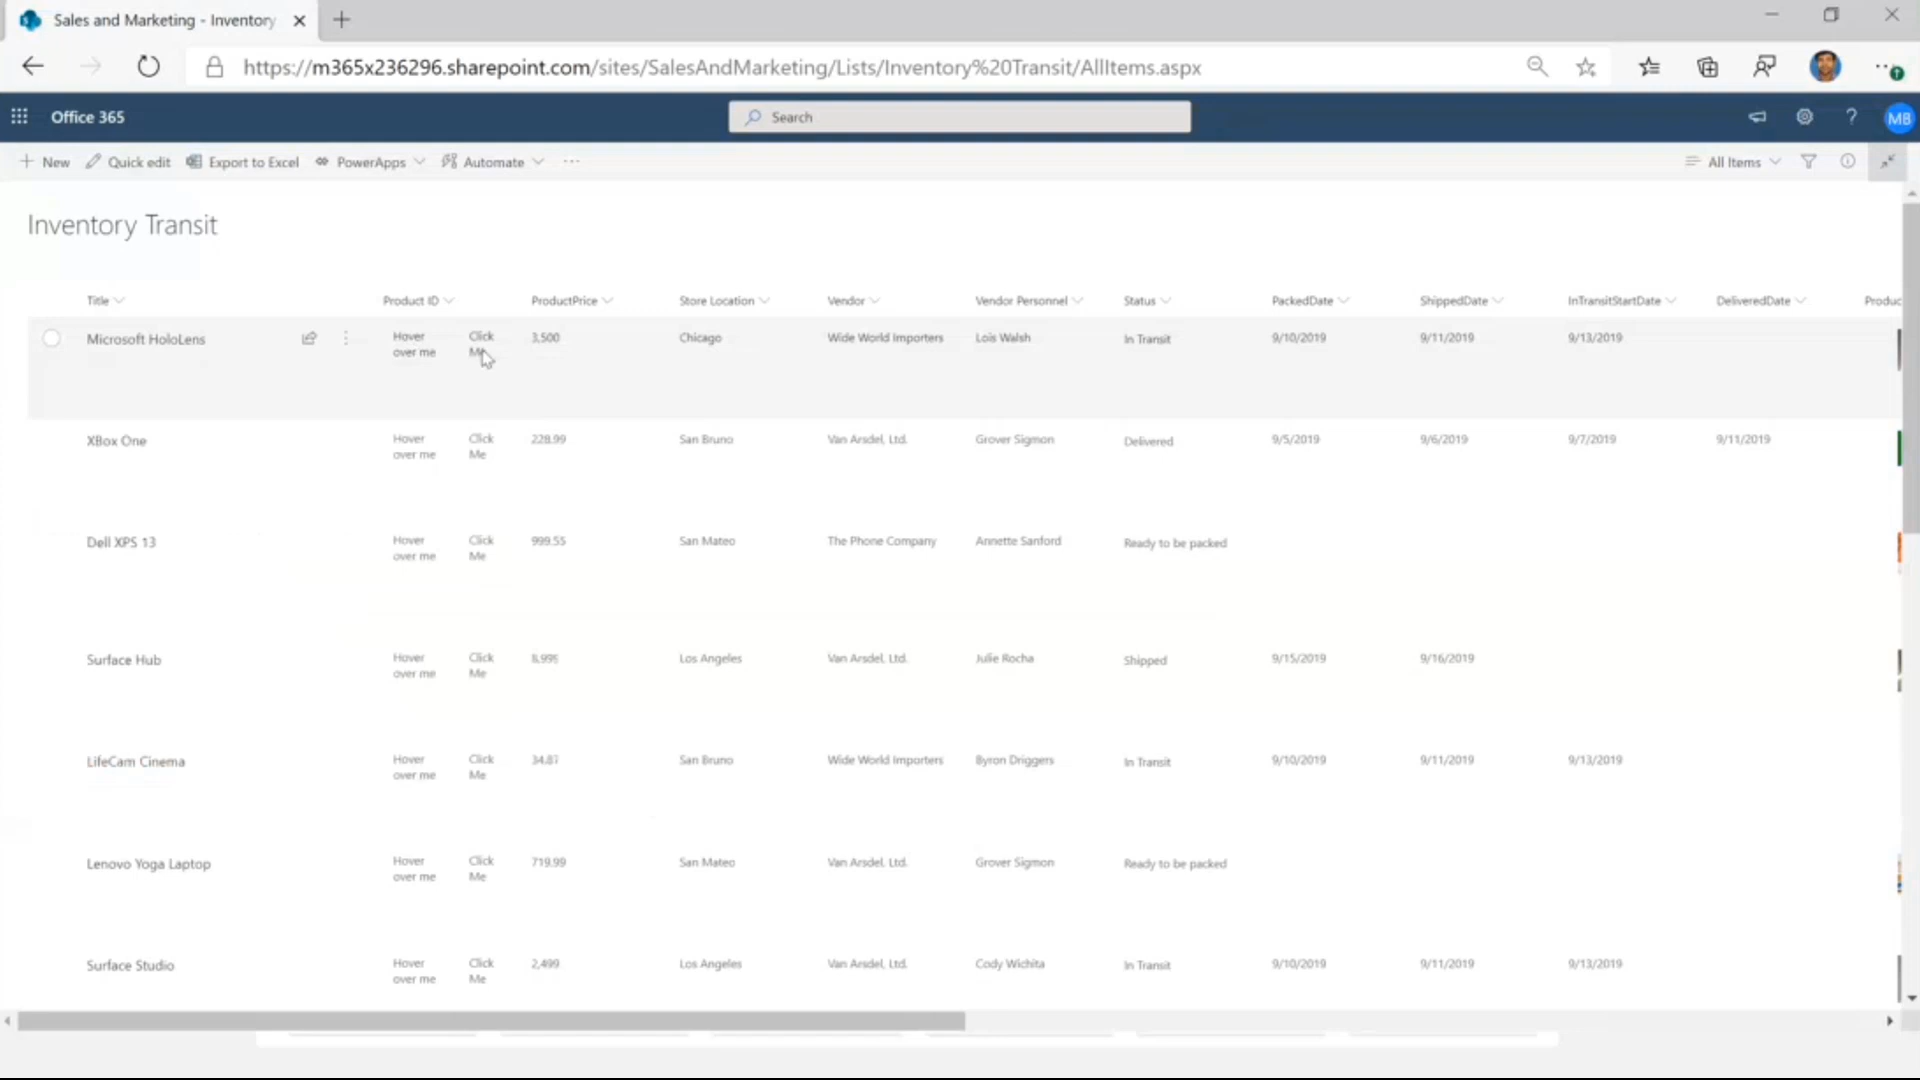 Sales and Marketing - Inventory
https://m365x236296.sharepoint.com/sites/SalesAndMarketing/Lists/Inventory%20Transit/AllItems.aspx
Office 365
Search
MB
New Quick edit Export to Excel PowerApps Automate All Items
Inventory Transit
Title Product ID ProductPrice Store Location Vendor Vendor Personnel Status PackedDate ShippedDate InTransitStartDate DeliveredDate Produc
Microsoft HoloLens Hover over me Click Me 3,500 Chicago Wide World Importers Lois Walsh In Transit 9/10/2019 9/11/2019 9/13/2019
XBox One Hover over me Click Me 228.99 San Bruno Van Arsdel, Ltd. Grover Sigmon Delivered 9/5/2019 9/6/2019 9/7/2019 9/11/2019
Dell XPS 13 Hover over me Click Me 999.55 San Mateo The Phone Company Annette Sanford Ready to be packed
Surface Hub Hover over me Click Me 8,995 Los Angeles Van Arsdel, Ltd. Julie Rocha Shipped 9/15/2019 9/16/2019
LifeCam Cinema Hover over me Click Me 34.87 San Bruno Wide World Importers Byron Driggers In Transit 9/10/2019 9/11/2019 9/13/2019
Lenovo Yoga Laptop Hover over me Click Me 719.99 San Mateo Van Arsdel, Ltd. Grover Sigmon Ready to be packed
Surface Studio Hover over me Click Me 2,499 Los Angeles Van Arsdel, Ltd. Cody Wichita In Transit 9/10/2019 9/11/2019 9/13/2019